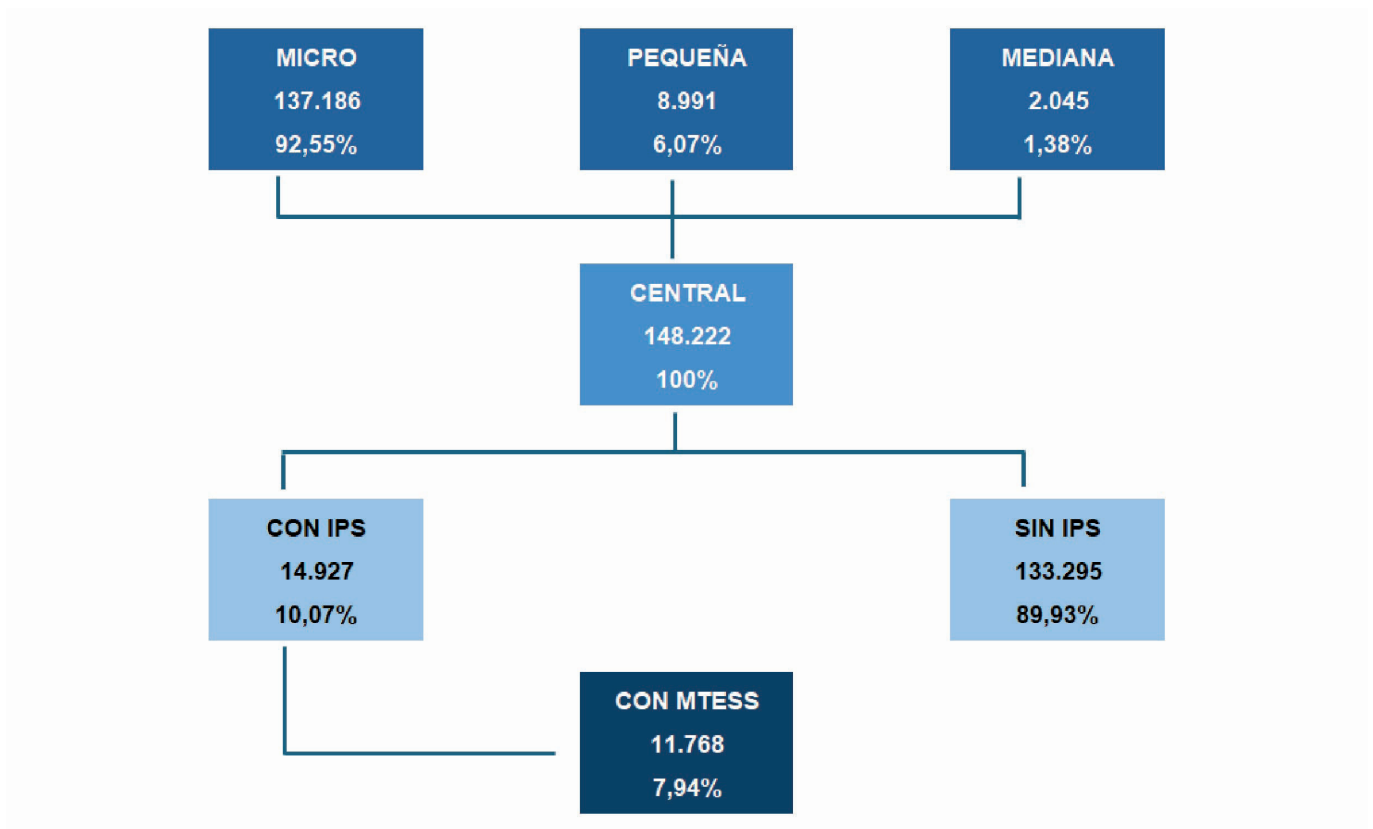 MICRO
137.186
92,55%
PEQUEÑA
8.991
6,07%
MEDIANA
2.045
1,38%
CENTRAL
148.222
100%
CON IPS
14.927
10,07%
SIN IPS
133.295
89,93%
CON MTESS
11.768
7,94%